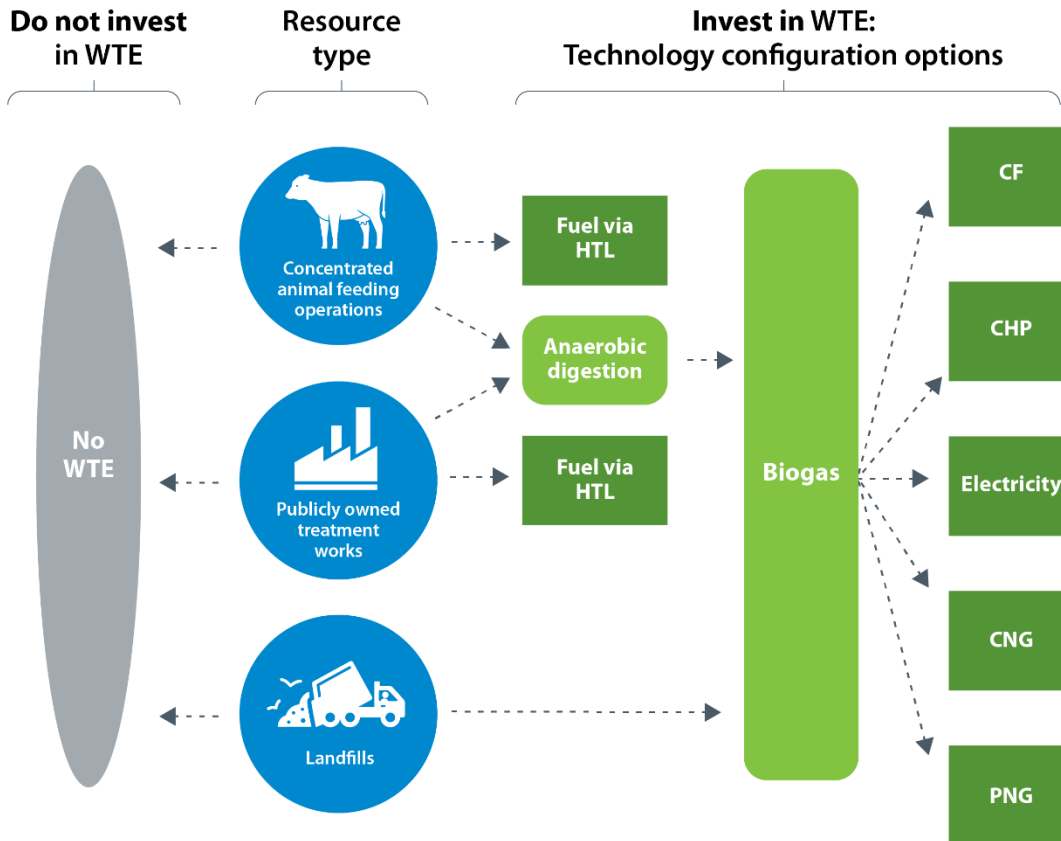 Do not invest
in WTE
Resource
type
Invest in WTE:
Technology configuration options
No
WTE
Concentrated
animal feeding
operations
Publicly owned
treatment
works
Landfills
Fuel via
HTL
Anaerobic
digestion
Fuel via
HTL
Biogas
CF
CHP
Electricity
CNG
PNG